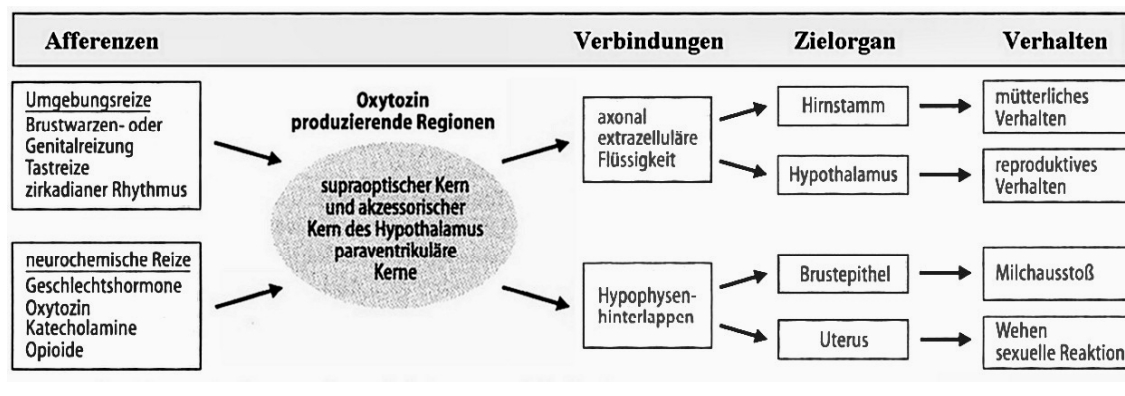 Afferenzen
Verbindungen
Zielorgan
Verhalten
Umgebungsreize
Brustwarzen- oder
Genitalreizung
Tastreize
zirkadianer Rhythmus
neurochemische Reize
Geschlechtshormone
Oxytozin
Katecholamine
Opioide
Oxytozin
produzierende Regionen
supraoptischer Kern
und akzessorischer
Kern des Hypothalamus
paraventrikuläre
Kerne
axonal
extrazelluläre
Flüssigkeit
Hypophysen-
hinterlappen
Hirnstamm
Hypothalamus
Brustepithel
Uterus
mütterliches
Verhalten
reproduktives
Verhalten
Milchausstoß
Wehen
sexuelle Reaktion